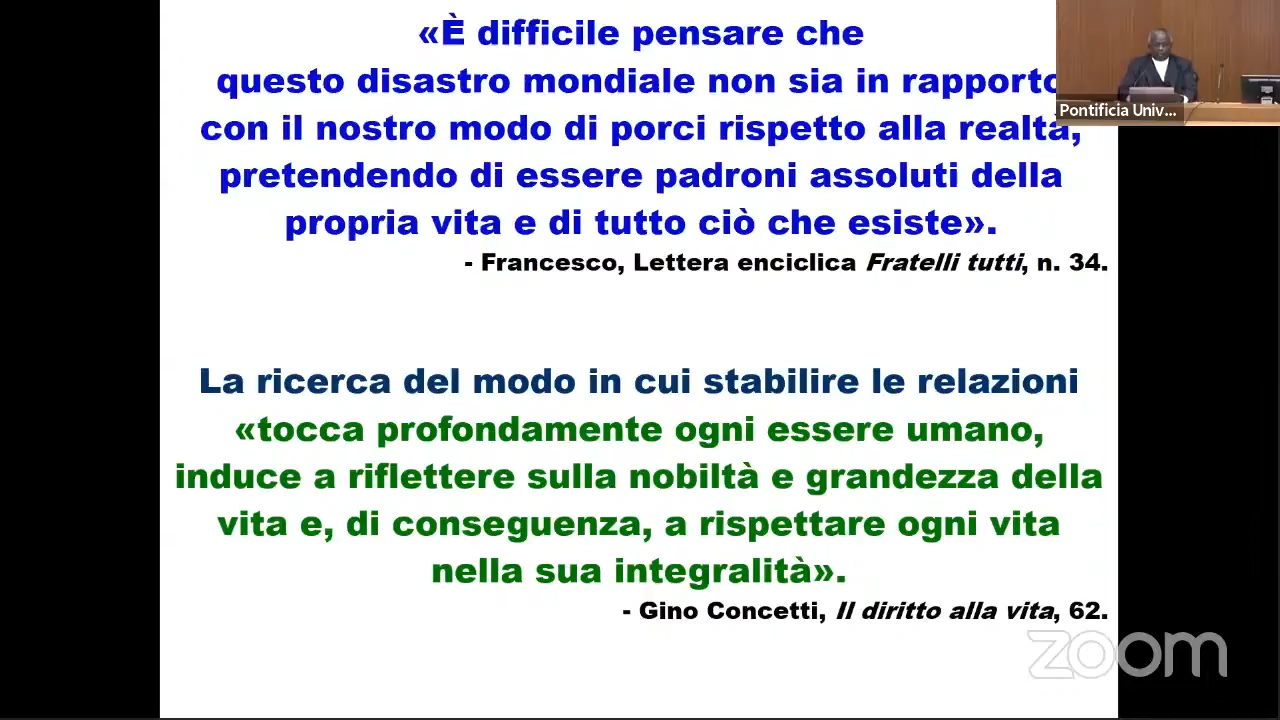 «È difficile pensare che
questo disastro mondiale non sia in rapporto
con il nostro modo di porci rispetto alla realtà,
pretendendo di essere padroni assoluti della
propria vita e di tutto ciò che esiste».
- Francesco, Lettera enciclica Fratelli tutti, n. 34.
Pontificia Univ...
La ricerca del modo in cui stabilire le relazioni
«tocca profondamente ogni essere umano,
induce a riflettere sulla nobiltà e grandezza della
vita e, di conseguenza, a rispettare ogni vita
nella sua integralità».
- Gino Concetti, Il diritto alla vita, 62.
zoom